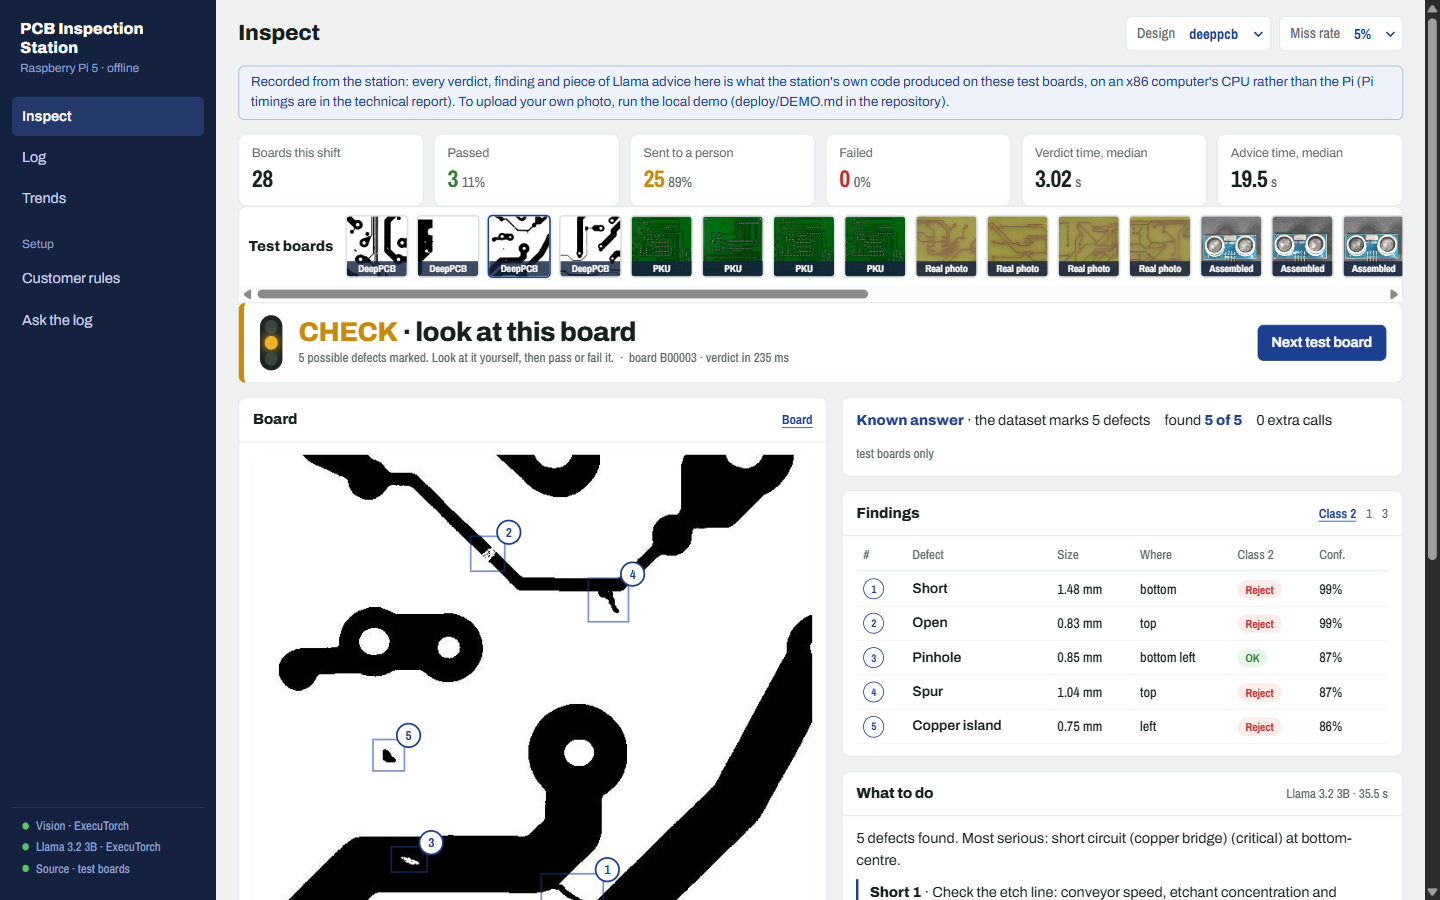 PCB Inspection
Station
Raspberry Pi 5 · offline
Inspect
Log
Trends
Setup
Customer rules
Ask the log
Vision · ExecuTorch
Llama 3.2 3B · ExecuTorch
Source · test boards
Inspect
Design deeppcb
Miss rate 5%
Recorded from the station: every verdict, finding and piece of Llama advice here is what the station's own code produced on these test boards, on an x86 computer's CPU rather than the Pi (Pi
timings are in the technical report). To upload your own photo, run the local demo (deploy/DEMO.md in the repository).
Boards this shift
28
Passed
3 11%
Sent to a person
25 89%
Failed
0 0%
Verdict time, median
3.02 s
Advice time, median
19.5 s
Test boards
DeepPCB
DeepPCB
DeepPCB
DeepPCB
PKU
PKU
PKU
PKU
Real photo
Real photo
Real photo
Real photo
Assembled
Assembled
Assembled
CHECK · look at this board
5 possible defects marked. Look at it yourself, then pass or fail it. · board B00003 · verdict in 235 ms
Next test board
Board
Board
2
4
5
3
1
Known answer · the dataset marks 5 defects found 5 of 5 0 extra calls
test boards only
Findings
Class 2 1 3
# Defect Size Where Class 2 Conf.
1 Short 1.48 mm bottom Reject 99%
2 Open 0.83 mm top Reject 99%
3 Pinhole 0.85 mm bottom left OK 87%
4 Spur 1.04 mm top Reject 87%
5 Copper island 0.75 mm left Reject 86%
What to do
Llama 3.2 3B · 35.5 s
5 defects found. Most serious: short circuit (copper bridge) (critical) at bottom-
centre.
Short 1 · Check the etch line: conveyor speed, etchant concentration and